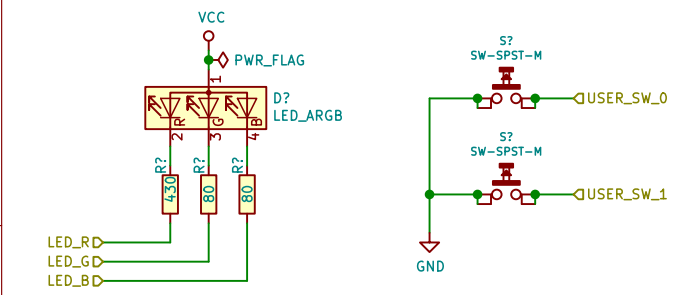 VCC
PWR_FLAG
1
D?
LED_ARGB
R G B
2 3 4
R? R? R?
430 80 80
LED_R
LED_G
LED_B
S?
SW-SPST-M
USER_SW_0
S?
SW-SPST-M
USER_SW_1
GND